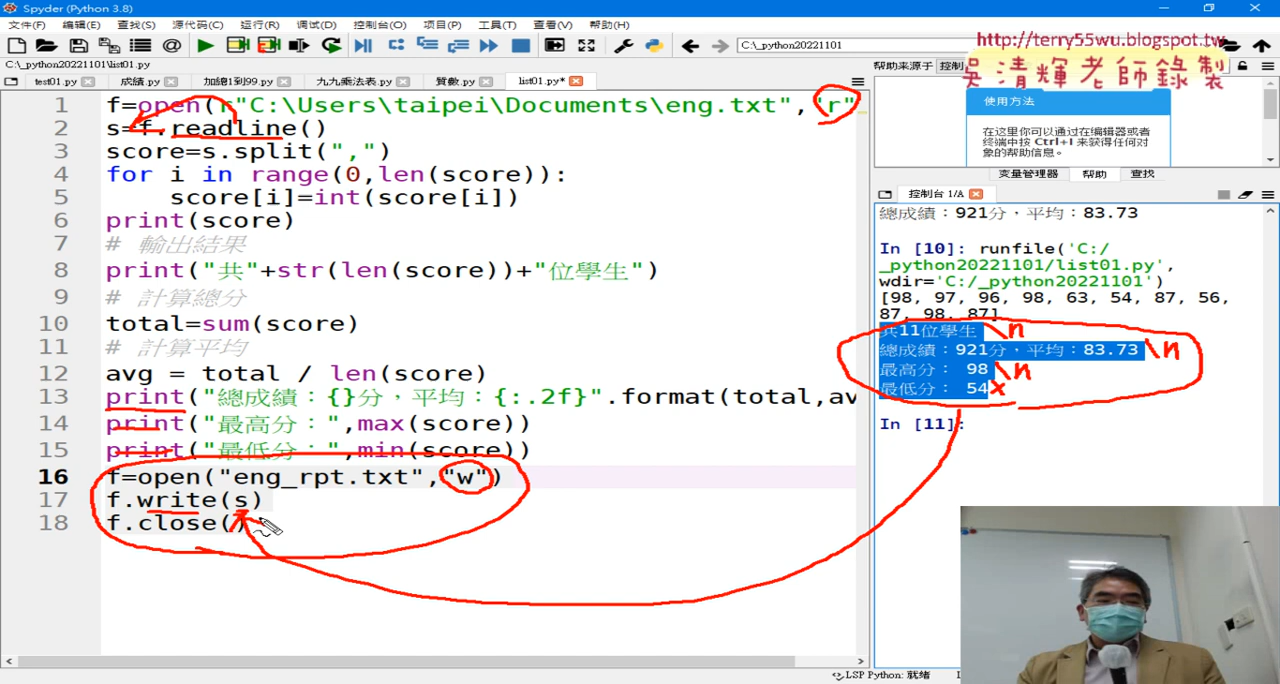 Spyder (Python 3.8)
文件(F) 编辑(E) 查找(S) 源代码(C) 运行(R) 调试(D) 控制台(O) 项目(P) 工具(T) 查看(V) 帮助(H)
C:\_python20221101
http://terry55wu.blogspot.tw
吳清輝老師錄製
C:\_python20221101\list01.py
test01.py 成績.py 加總1到99.py 九九乘法表.py 質數.py list01.py*
1 f=open(r"C:\Users\taipei\Documents\eng.txt","r"
2 s=f.readline()
3 score=s.split(",")
4 for i in range(0,len(score)):
5 score[i]=int(score[i])
6 print(score)
7 # 輸出結果
8 print("共"+str(len(score))+"位學生")
9 # 計算總分
10 total=sum(score)
11 # 計算平均
12 avg = total / len(score)
13 print("總成績：{}分，平均：{:.2f}".format(total,av
14 print("最高分：",max(score))
15 print("最低分：",min(score))
16 f=open("eng_rpt.txt","w")
17 f.write(s)
18 f.close()
帮助来源于 控制
使用方法
在这里你可以通过在编辑器或者
终端中按 Ctrl+I 来获得任何对
象的帮助信息。
变量管理器 帮助 查找
控制台 1/A
總成績：921分，平均：83.73
In [10]: runfile('C:/
_python20221101/list01.py',
wdir='C:/_python20221101')
[98, 97, 96, 98, 63, 54, 87, 56,
87, 98, 87]
共11位學生 \n
總成績：921分，平均：83.73 \n
最高分： 98 \n
最低分： 54 x
In [11]:
LSP Python: 就绪